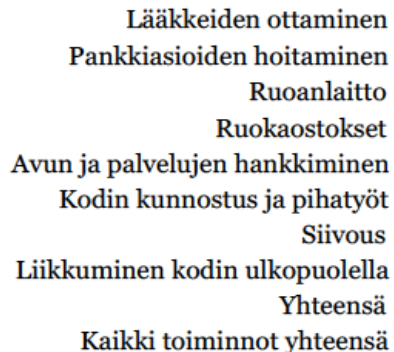 Lääkkeiden ottaminen
Pankkiasioiden hoitaminen
Ruoanlaitto
Ruokaostokset
Avun ja palvelujen hankkiminen
Kodin kunnostus ja pihatyöt
Siivous
Liikkuminen kodin ulkopuolella
Yhteensä
Kaikki toiminnot yhteensä